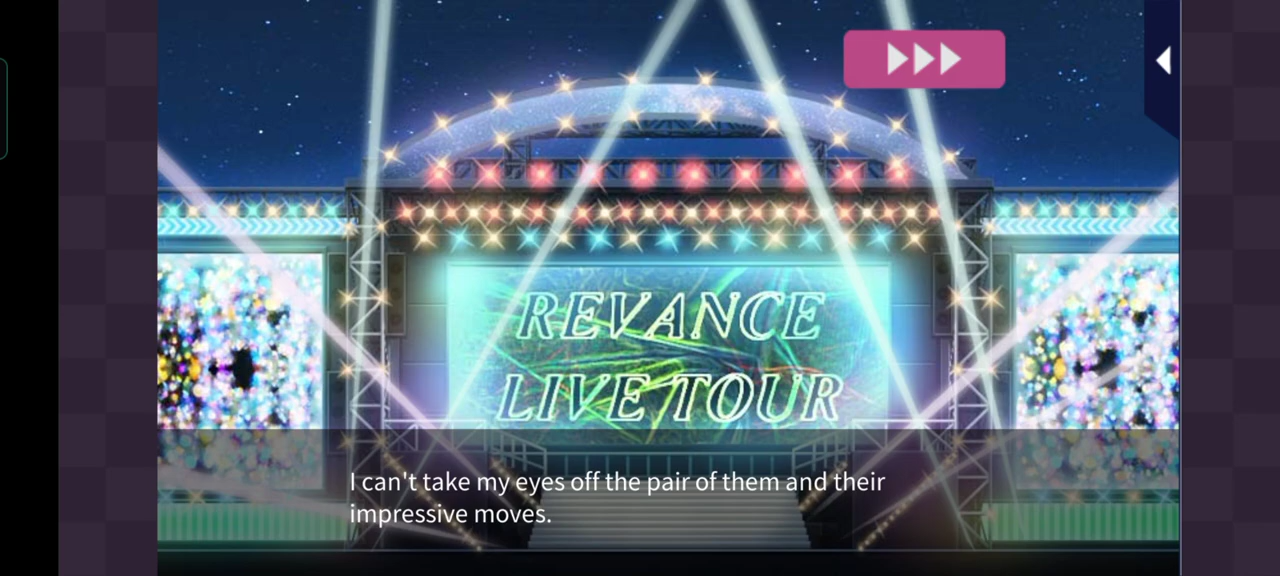 REVANCE
LIVE TOUR
I can't take my eyes off the pair of them and their
impressive moves.